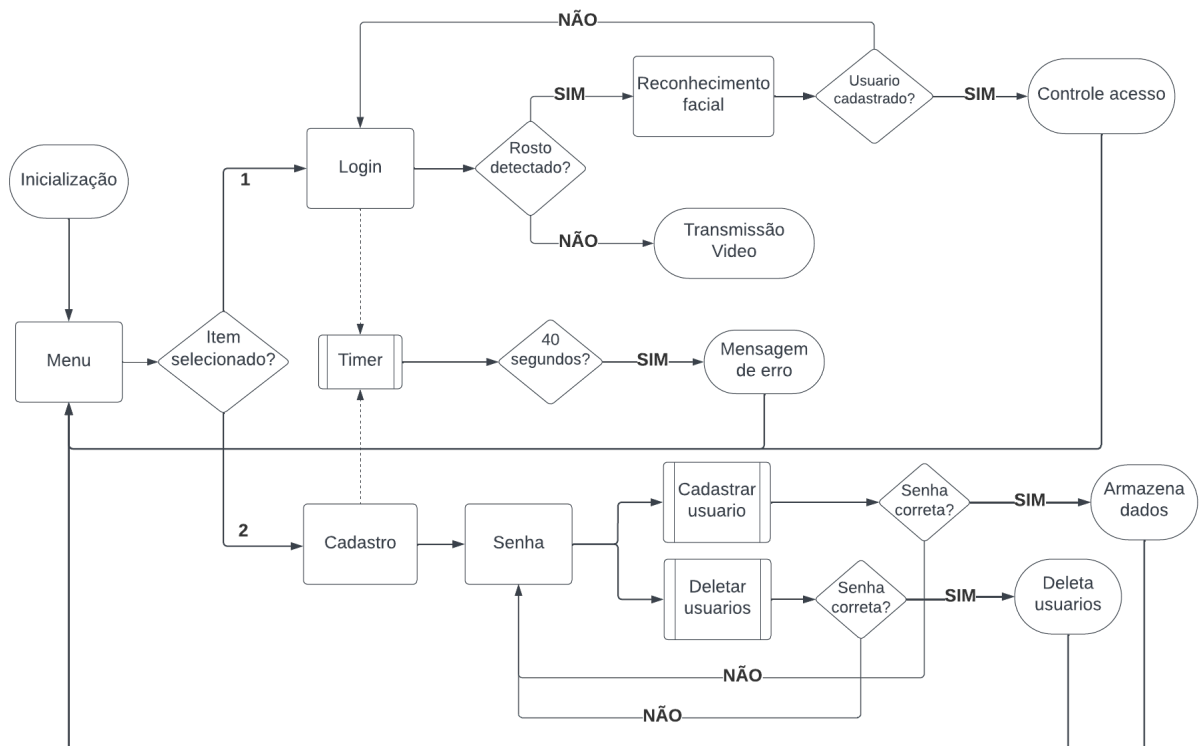 NÃO
Reconhecimento
facial
Usuario
cadastrado?
SIM
Controle acesso
SIM
Rosto
detectado?
Login
Inicialização
1
NÃO
Transmissão
Video
Item
selecionado?
Menu
Timer
40
segundos?
SIM
Mensagem
de erro
2
Cadastro
Senha
Cadastrar
usuario
Senha
correta?
SIM
Armazena
dados
Deletar
usuarios
Senha
correta?
SIM
Deleta
usuarios
NÃO
NÃO